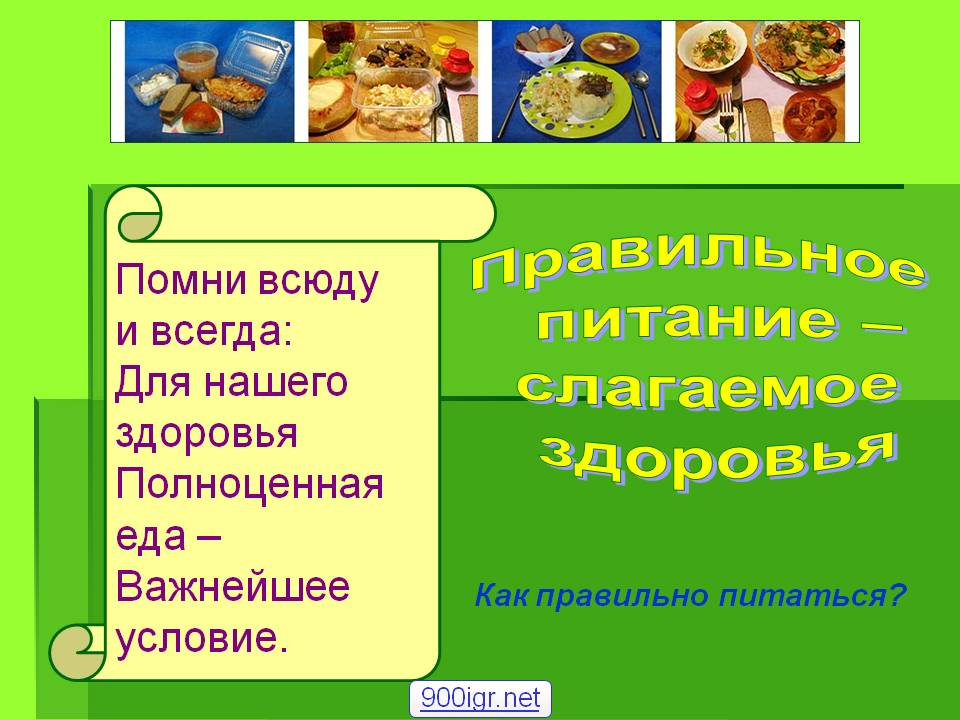 Помни всюду
и всегда:
Для нашего
здоровья
Полноценная
еда –
Важнейшее
условие.
Правильное
питание –
слагаемое
здоровья
Как правильно питаться?
900igr.net